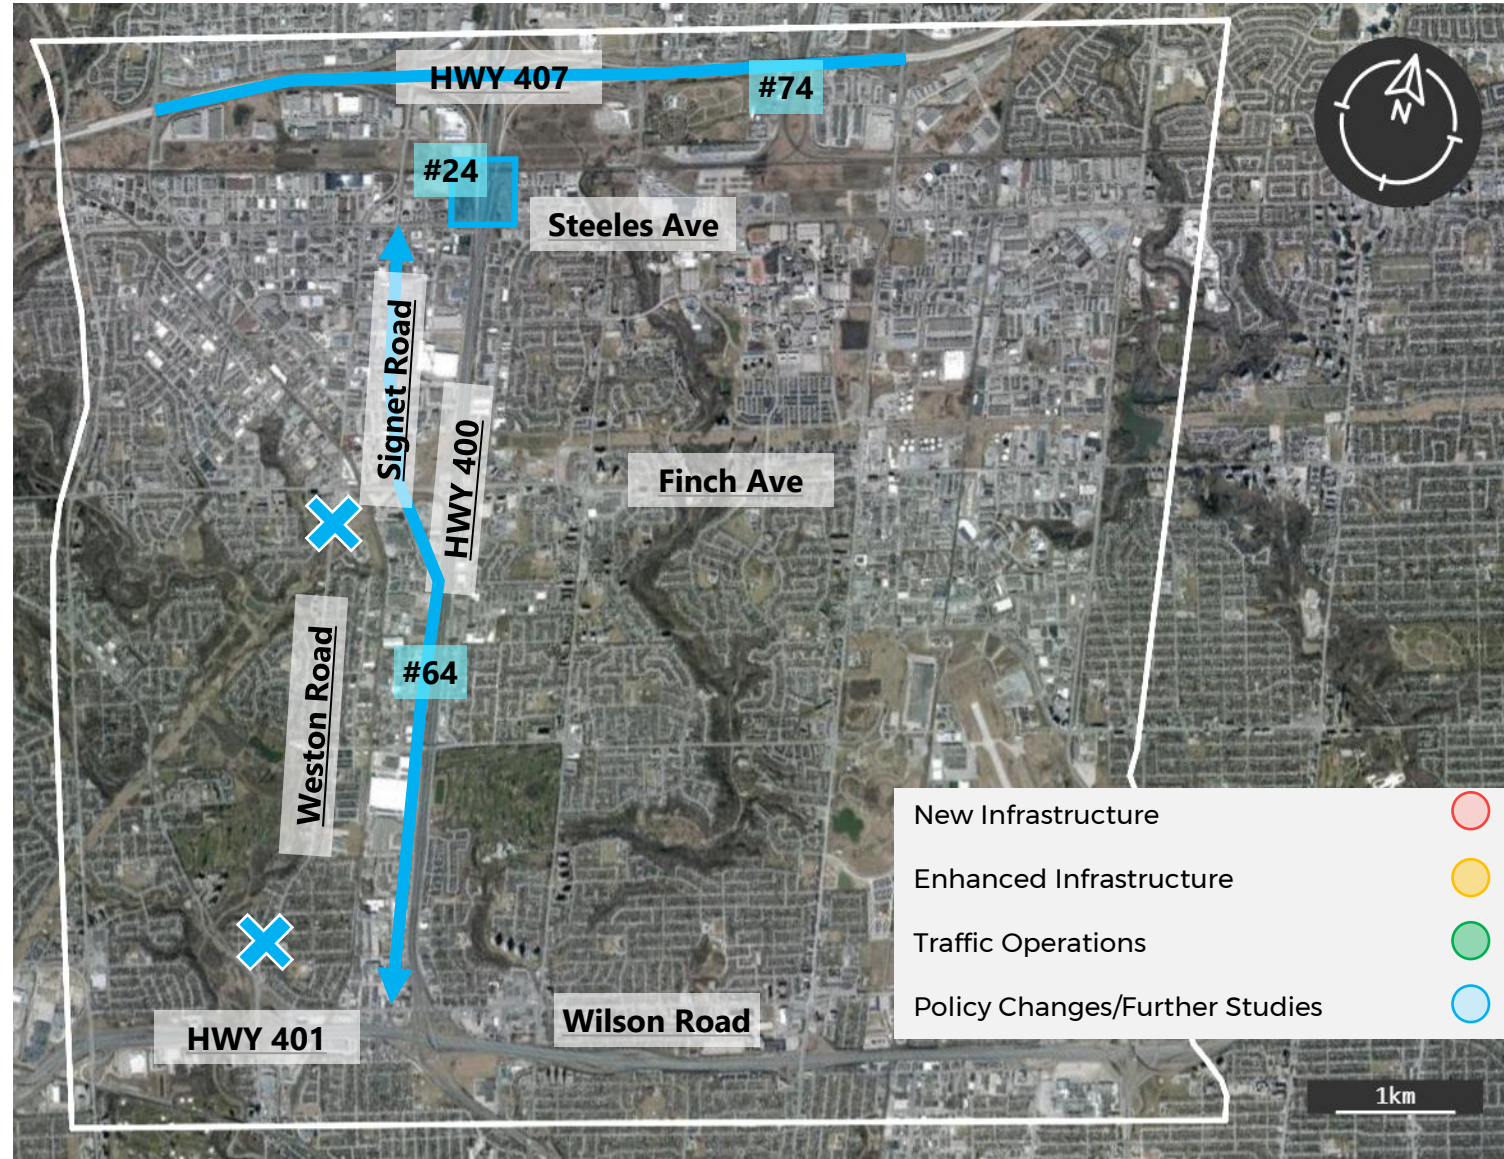 HWY 407
#74
N
#24
Steeles Ave
Signet Road
HWY 400
Finch Ave
Weston Road
#64
New Infrastructure
Enhanced Infrastructure
Traffic Operations
Policy Changes/Further Studies
Wilson Road
HWY 401
1km